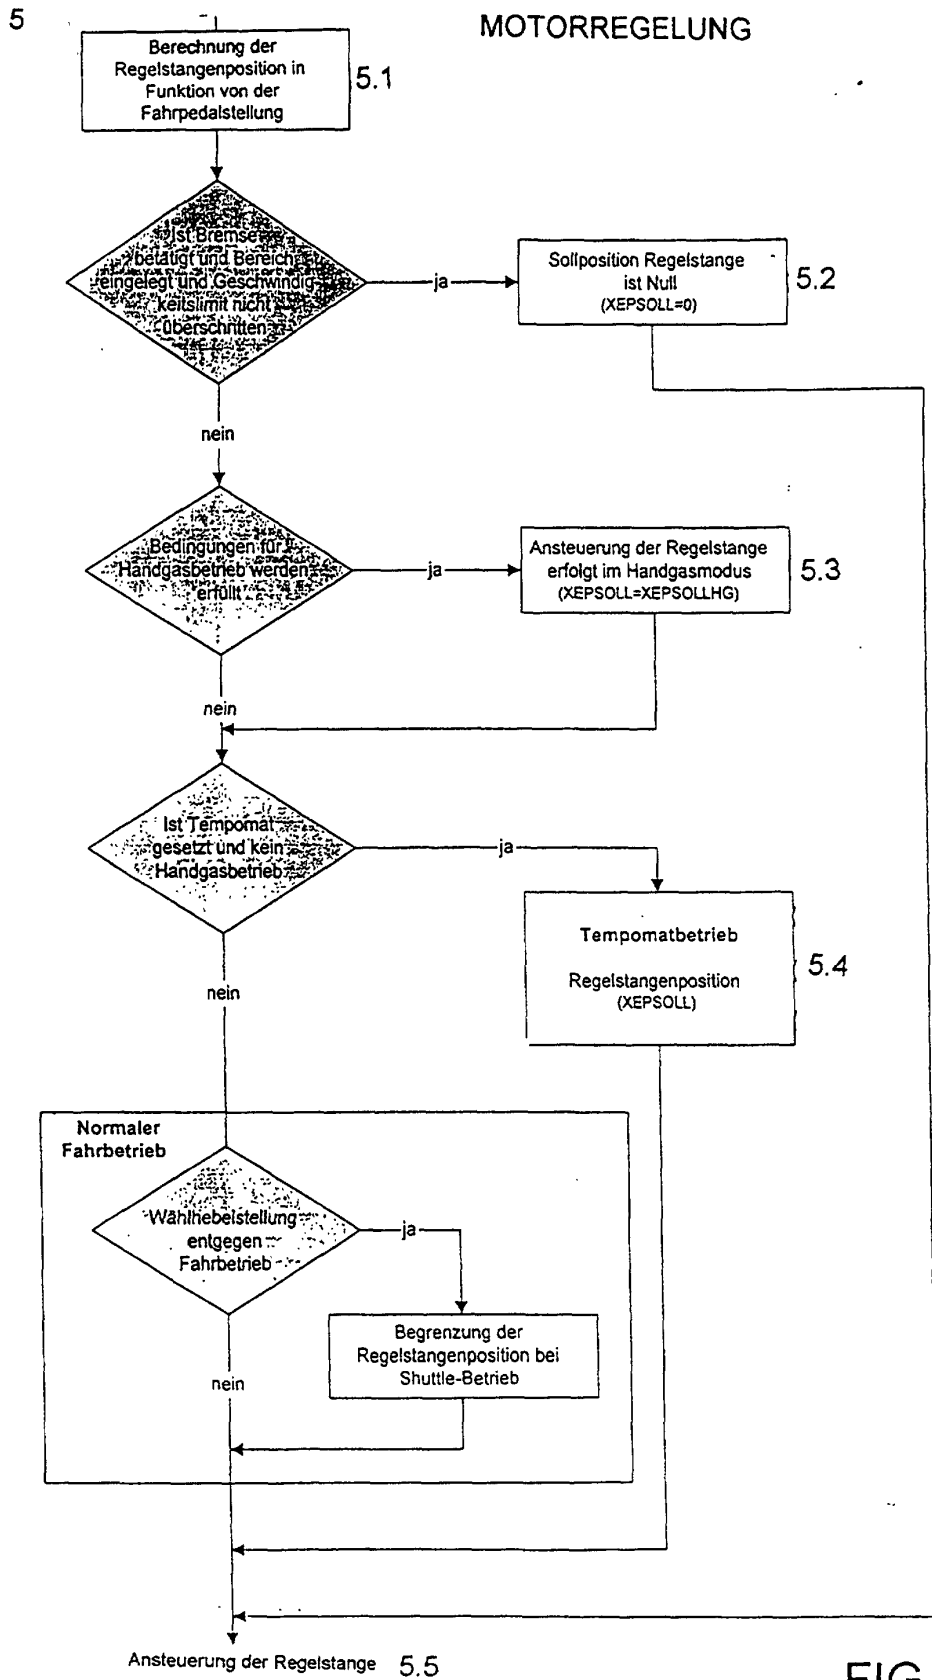 5
MOTORREGELUNG
Berechnung der
Regelstangenposition in
Funktion von der
Fahrpedalstellung
5.1
Ist Bremse
betätigt und Bereich
eingelegt und Geschwindig
keitslimit nicht
überschritten
ja
Sollposition Regelstange
ist Null
(XEPSOLL=0)
5.2
nein
Bedingungen für
Handgasbetrieb werden
erfüllt
ja
Ansteuerung der Regelstange
erfolgt im Handgasmodus
(XEPSOLL=XEPSOLLHG)
5.3
nein
Ist Tempomat
gesetzt und kein
Handgasbetrieb
ja
Tempomatbetrieb
Regelstangenposition
(XEPSOLL)
5.4
nein
Normaler
Fahrbetrieb
Wählhebelstellung
entgegen
Fahrbetrieb
ja
Begrenzung der
Regelstangenposition bei
Shuttle-Betrieb
nein
Ansteuerung der Regelstange
5.5
FIG